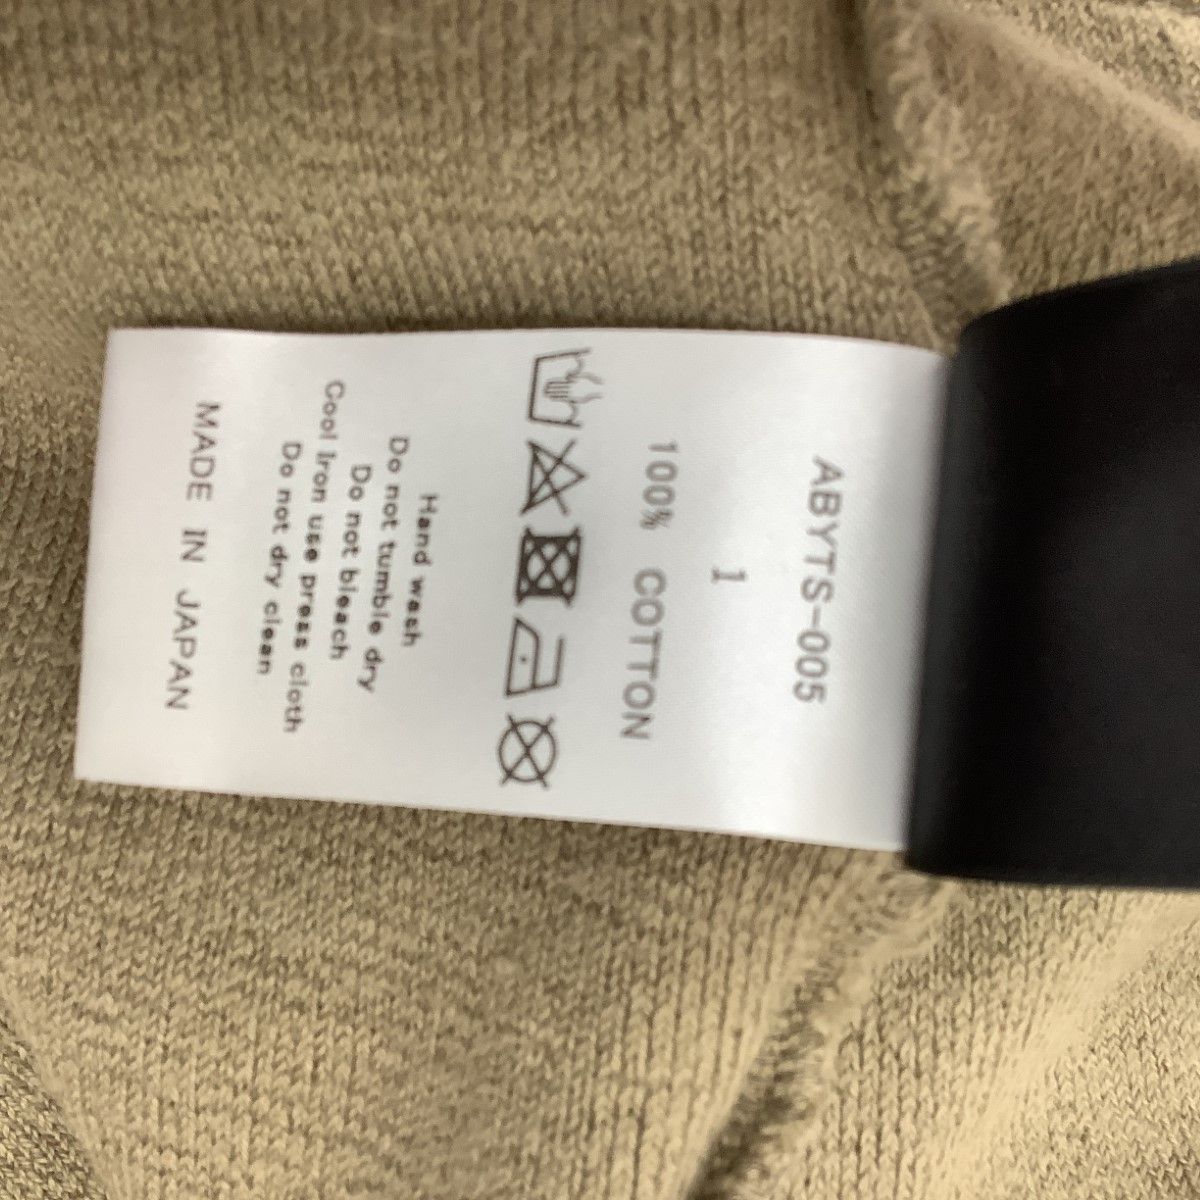 ABYTS-005
1
100% COTTON
Hand wash
Do not tumble dry
Do not bleach
Cool Iron use press cloth
Do not dry clean
MADE IN JAPAN